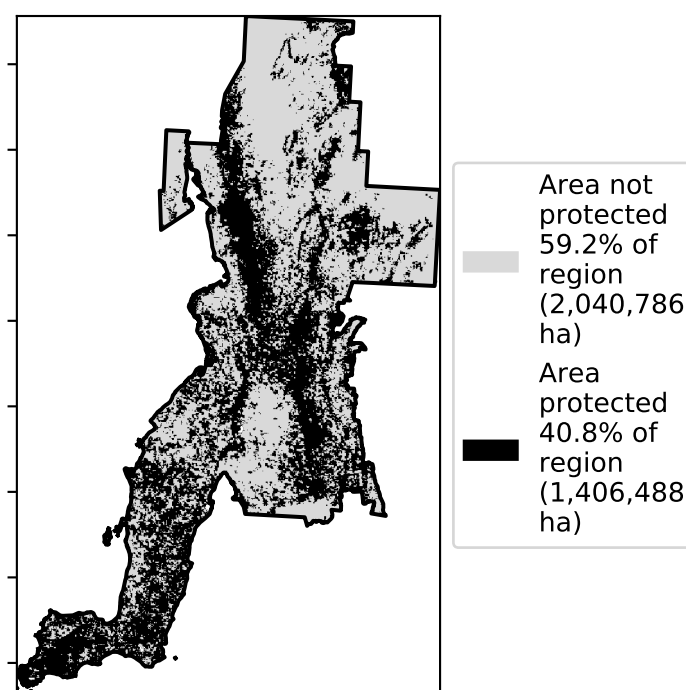 Area not
protected
59.2% of
region
(2,040,786
ha)
Area
protected
40.8% of
region
(1,406,488
ha)